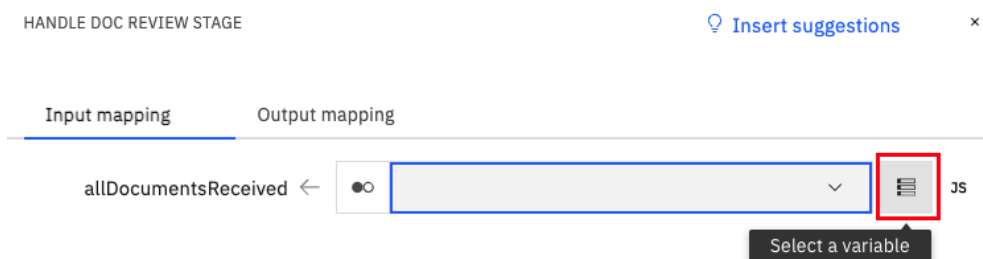 HANDLE DOC REVIEW STAGE
Insert suggestions
Input mapping
Output mapping
allDocumentsReceived
JS
Select a variable